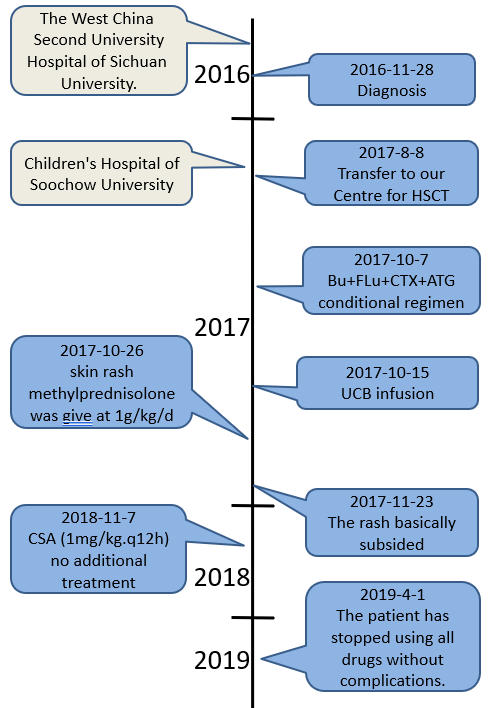 The West China
Second University
Hospital of Sichuan
University.
2016
2016-11-28
Diagnosis
Children's Hospital of
Soochow University
2017-8-8
Transfer to our
Centre for HSCT
2017-10-7
Bu+FLu+CTX+ATG
conditional regimen
2017
2017-10-26
skin rash
methylprednisolone
was give at 1g/kg/d
2017-10-15
UCB infusion
2017-11-23
The rash basically
subsided
2018-11-7
CSA (1mg/kg.q12h)
no additional
treatment
2018
2019-4-1
The patient has
stopped using all
drugs without
complications.
2019